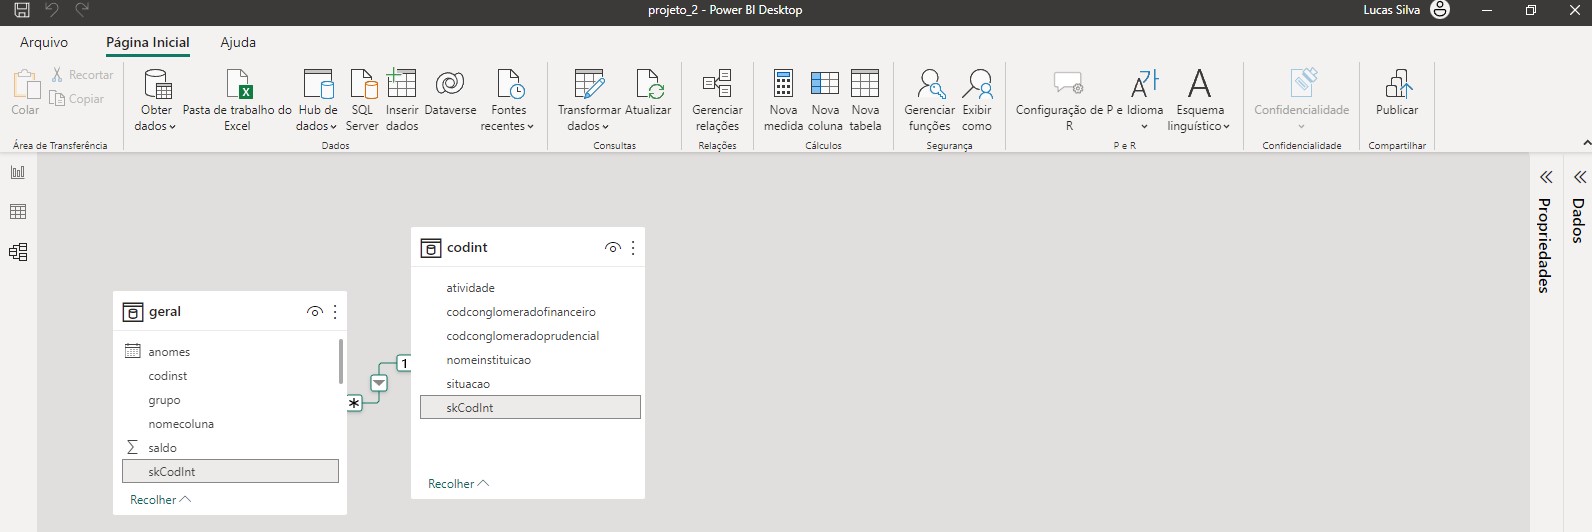 projeto_2 - Power BI Desktop
Lucas Silva
Arquivo
Página Inicial
Ajuda
Colar
Recortar
Copiar
Área de Transferência
Obter dados
Pasta de trabalho do Excel
Hub de dados
SQL Server
Inserir dados
Dataverse
Fontes recentes
Dados
Transformar dados
Atualizar
Consultas
Gerenciar relações
Relações
Nova medida
Nova coluna
Nova tabela
Cálculos
Gerenciar funções
Exibir como
Segurança
Configuração de P e R
Idioma
Esquema linguístico
P e R
Confidencialidade
Confidencialidade
Publicar
Compartilhar
geral
anomes
codinst
grupo
nomecoluna
saldo
skCodInt
Recolher
*
1
codint
atividade
codconglomeradofinanceiro
codconglomeradoprudencial
nomeinstituicao
situacao
skCodInt
Recolher
Propriedades
Dados